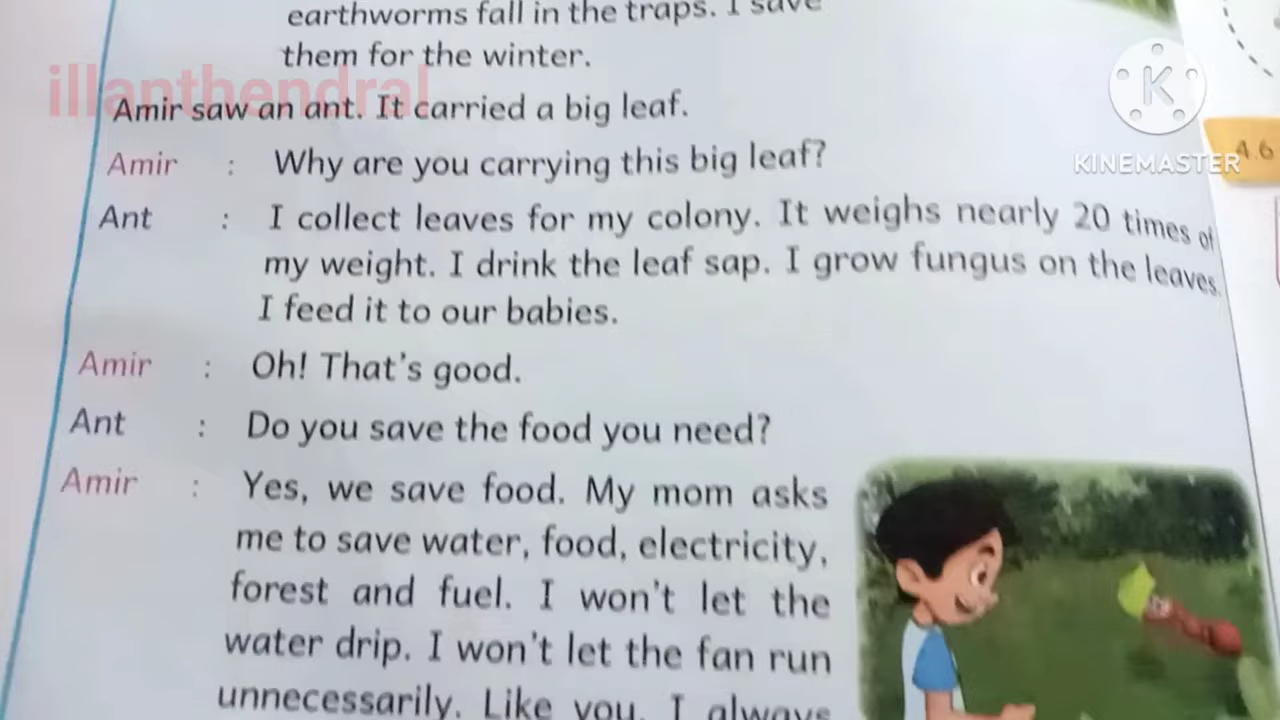 earthworms fall in the traps. I save
them for the winter.
illanthendral
Amir saw an ant. It carried a big leaf.
KINEMASTER
4.6
Amir : Why are you carrying this big leaf?
Ant : I collect leaves for my colony. It weighs nearly 20 times of
my weight. I drink the leaf sap. I grow fungus on the leaves.
I feed it to our babies.
Amir : Oh! That's good.
Ant : Do you save the food you need?
Amir : Yes, we save food. My mom asks
me to save water, food, electricity,
forest and fuel. I won't let the
water drip. I won't let the fan run
unnecessarily. Like you, I always